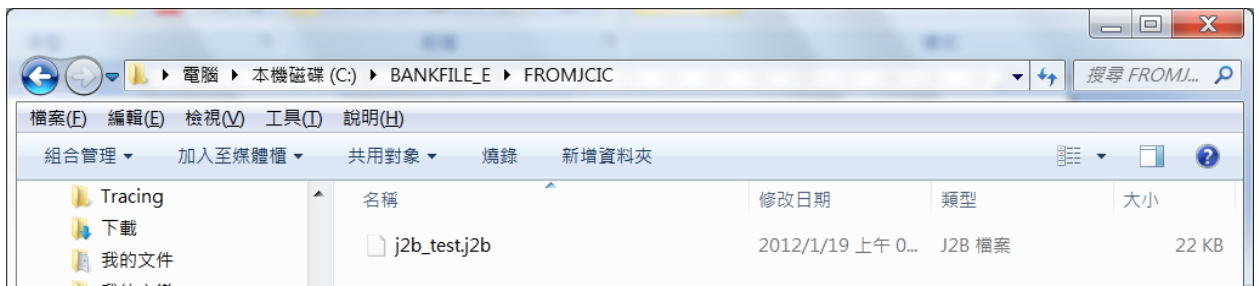 電腦 ▸ 本機磁碟 (C:) ▸ BANKFILE_E ▸ FROMJCIC 搜尋 FROMJ...
檔案(F) 編輯(E) 檢視(V) 工具(T) 說明(H)
組合管理 加入至媒體櫃 共用對象 燒錄 新增資料夾
Tracing
下載
我的文件
名稱 修改日期 類型 大小
j2b_test.j2b 2012/1/19 上午 0... J2B 檔案 22 KB